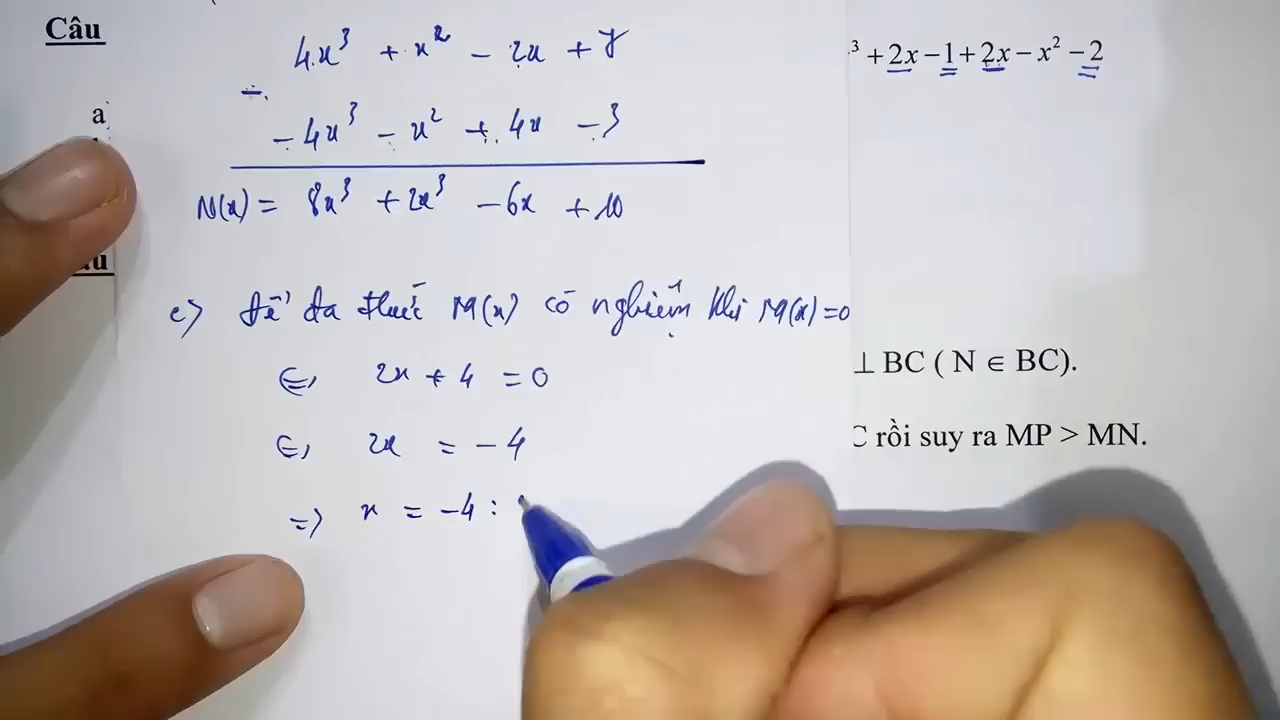 Câu
4x³ + x² - 2x + 7
³ + 2x − 1 + 2x − x² − 2
a
-
-4x³ - x² + 4x - 3
N(x) = 8x³ + 2x³ - 6x + 10
c) để đa thức M(x) có nghiệm khi M(x) = 0
⊥ BC ( N ∈ BC).
⇔ 2x + 4 = 0
C rồi suy ra MP > MN.
⇔ 2x = -4
=> x = -4 :